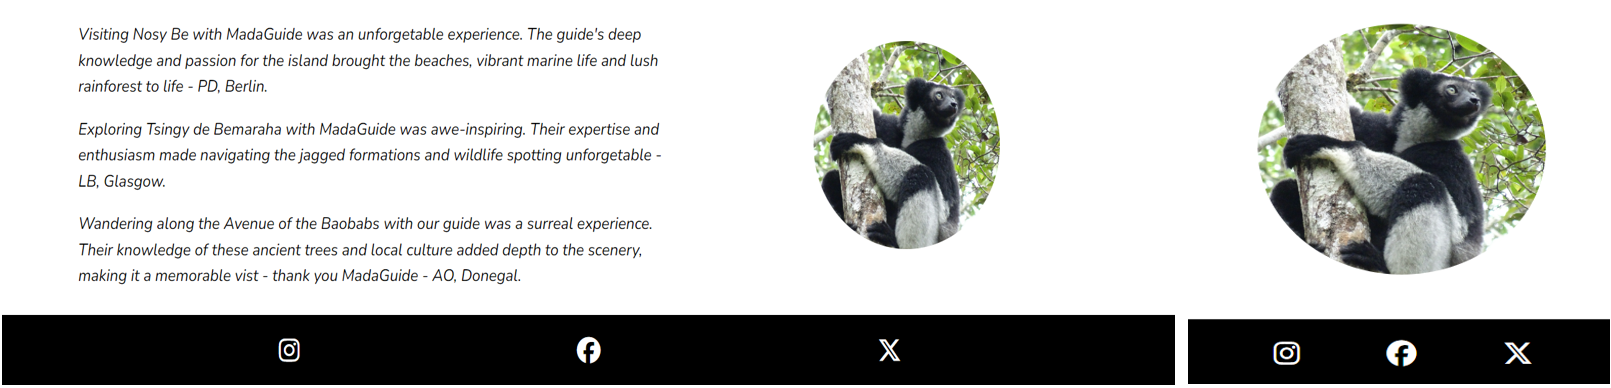 Visiting Nosy Be with MadaGuide was an unforgetable experience. The guide's deep
knowledge and passion for the island brought the beaches, vibrant marine life and lush
rainforest to life - PD, Berlin.
Exploring Tsingy de Bemaraha with MadaGuide was awe-inspiring. Their expertise and
enthusiasm made navigating the jagged formations and wildlife spotting unforgetable -
LB, Glasgow.
Wandering along the Avenue of the Baobabs with our guide was a surreal experience.
Their knowledge of these ancient trees and local culture added depth to the scenery,
making it a memorable vist - thank you MadaGuide - AO, Donegal.